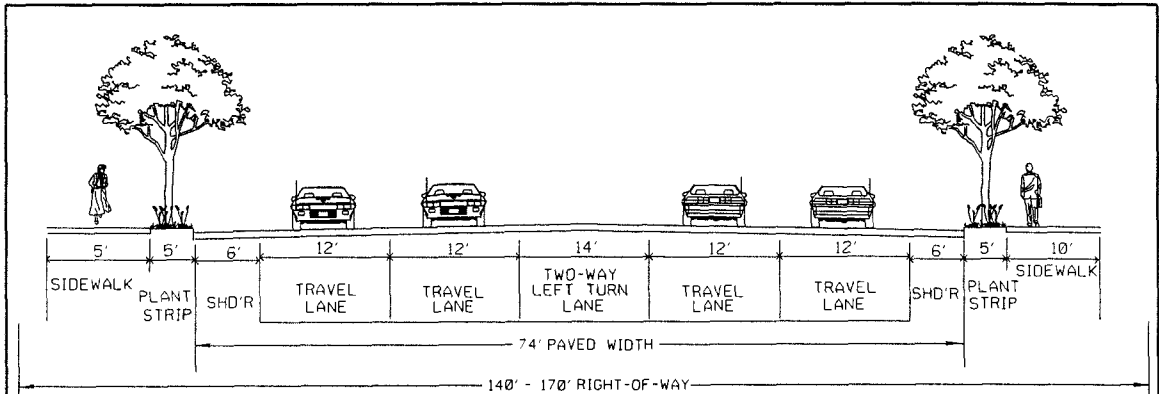 5' 5' 6' 12' 12' 14' 12' 12' 6' 5' 10'
SIDEWALK
PLANT
STRIP
SHD'R
TRAVEL
LANE
TRAVEL
LANE
TWO-WAY
LEFT TURN
LANE
TRAVEL
LANE
TRAVEL
LANE
SHD'R
PLANT
STRIP
SIDEWALK
74' PAVED WIDTH
140' - 170' RIGHT-OF-WAY